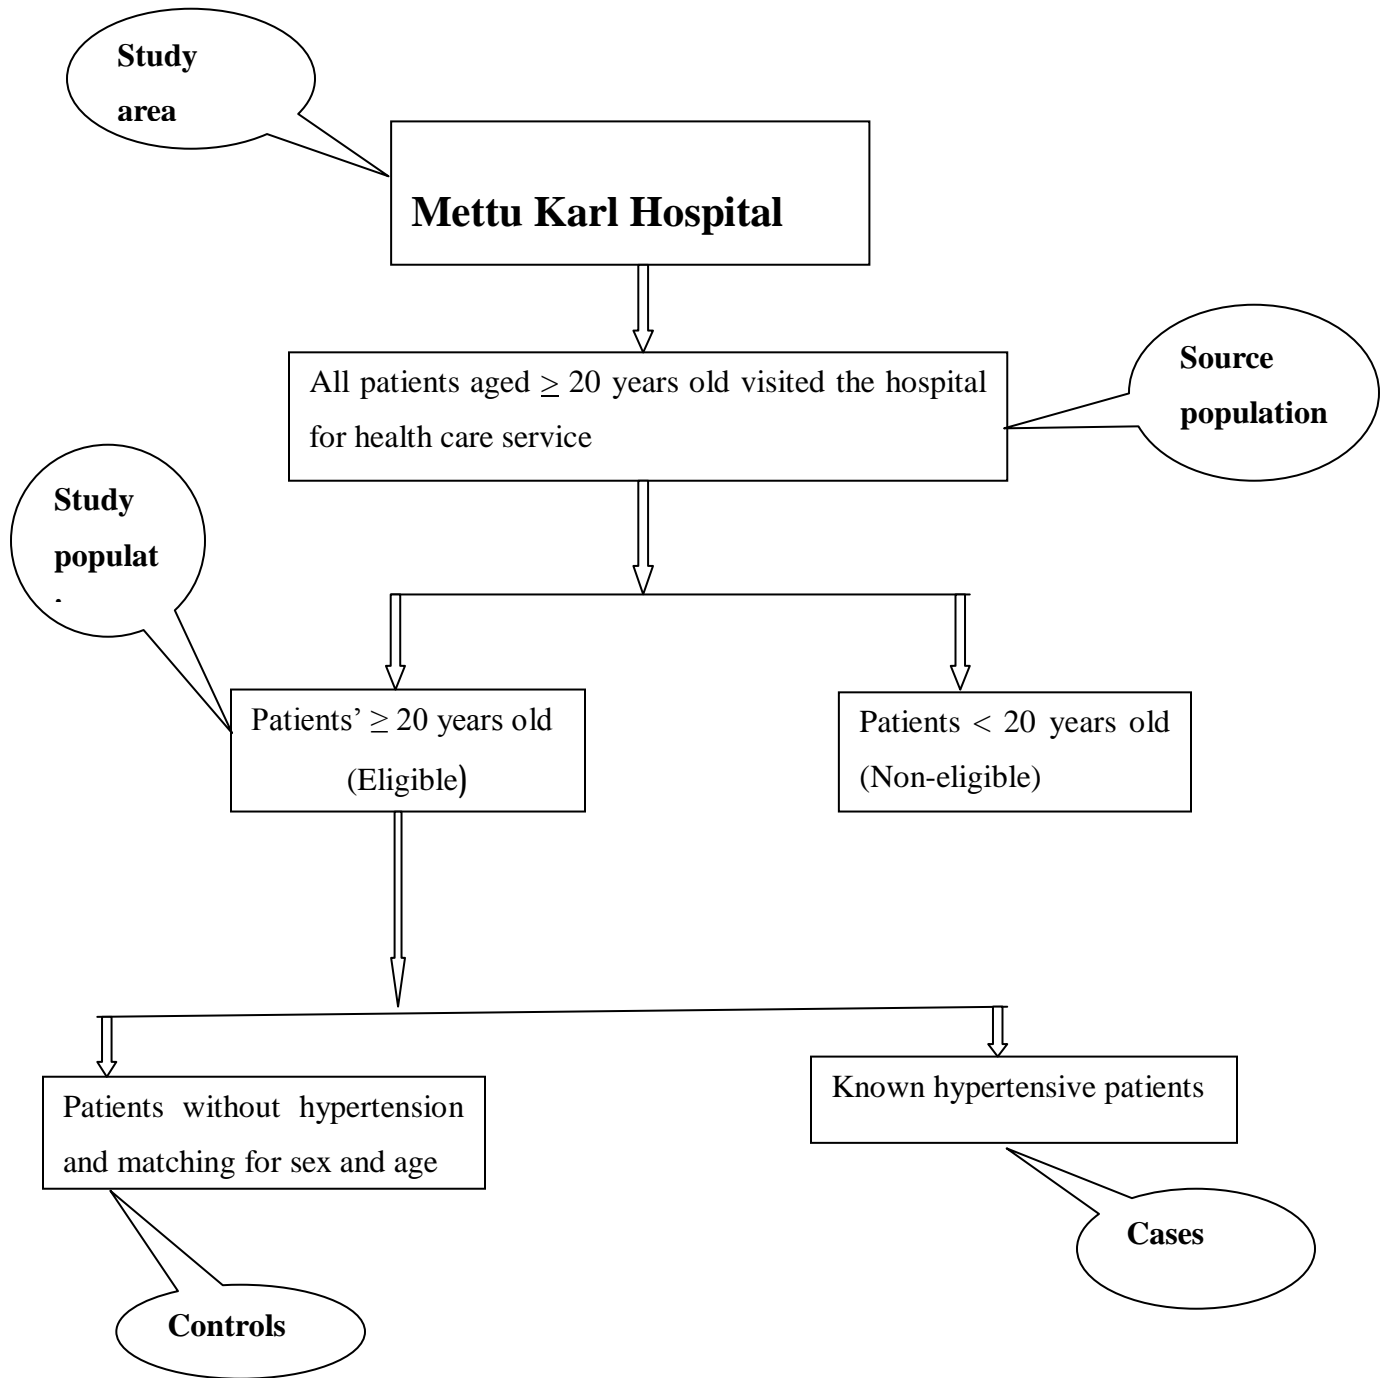 Study
area
Mettu Karl Hospital
All patients aged ≥ 20 years old visited the hospital
for health care service
Source
population
Study
populat
Patients’ ≥ 20 years old
(Eligible)
Patients < 20 years old
(Non-eligible)
Patients without hypertension
and matching for sex and age
Known hypertensive patients
Cases
Controls